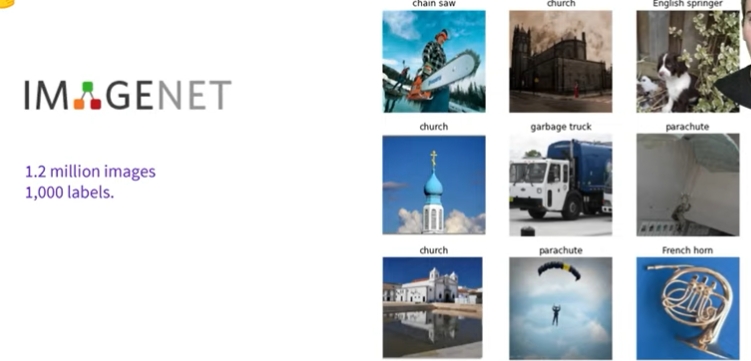 chain saw
church
English springer
IMAGENET
church
garbage truck
parachute
1.2 million images
1,000 labels.
church
parachute
French horn